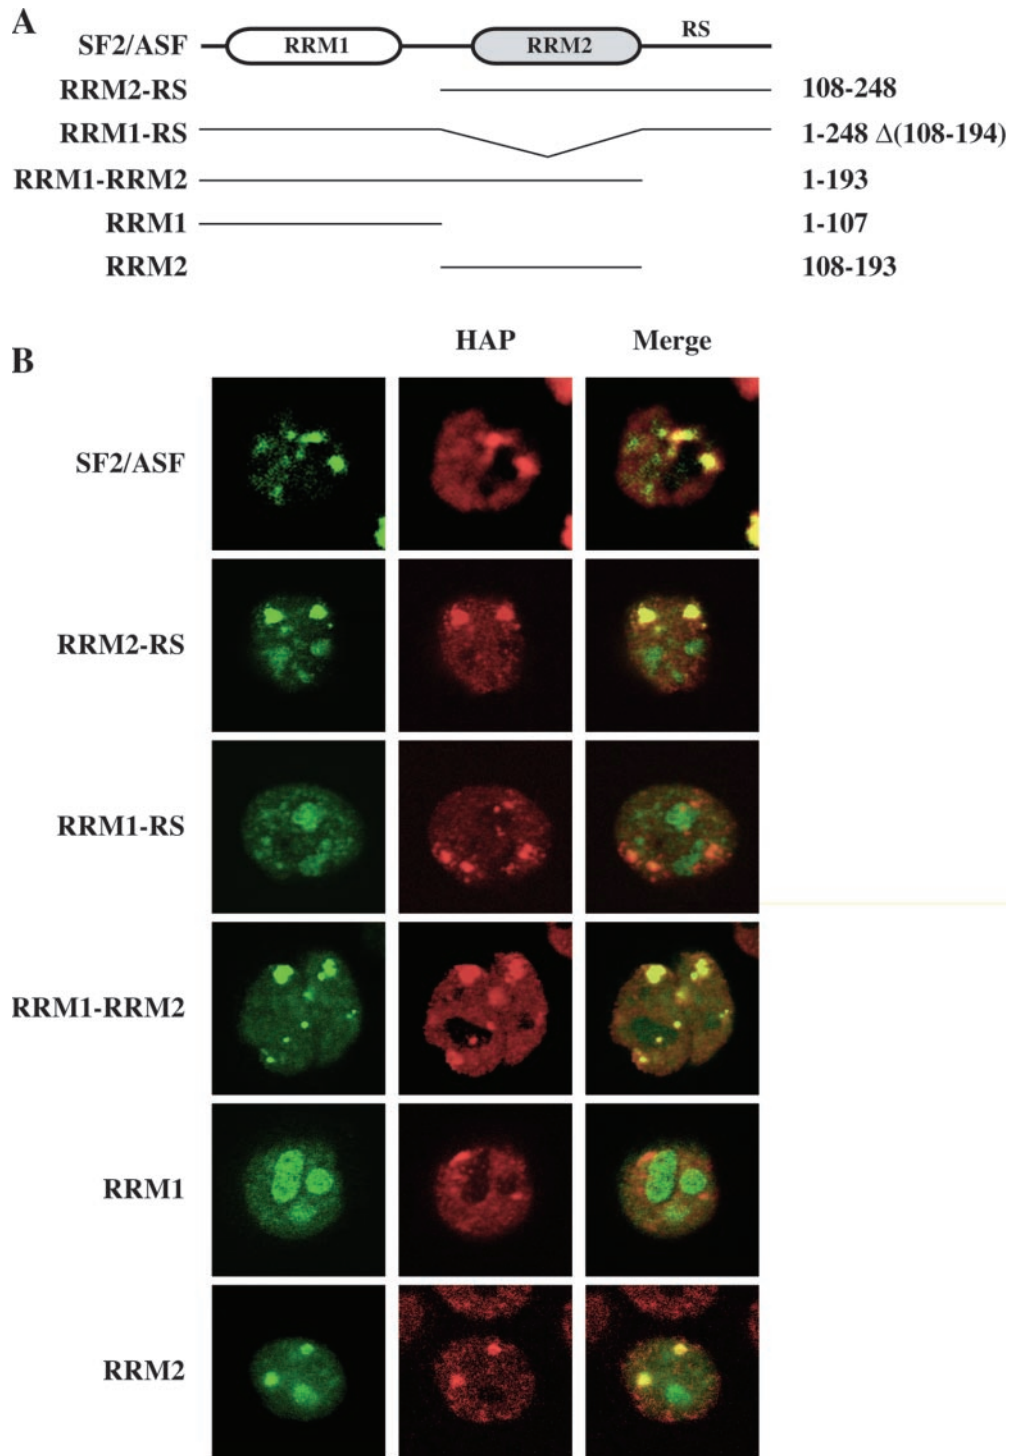 A
SF2/ASF RRM1 RRM2 RS
RRM2-RS 108-248
RRM1-RS 1-248 Δ(108-194)
RRM1-RRM2 1-193
RRM1 1-107
RRM2 108-193
B
HAP Merge
SF2/ASF
RRM2-RS
RRM1-RS
RRM1-RRM2
RRM1
RRM2